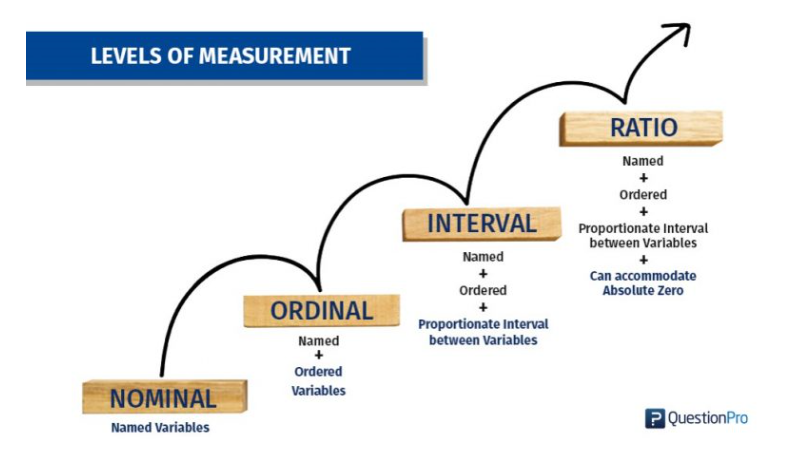 LEVELS OF MEASUREMENT
NOMINAL
Named Variables
ORDINAL
Named
+
Ordered
Variables
INTERVAL
Named
+
Ordered
+
Proportionate Interval
between Variables
RATIO
Named
+
Ordered
+
Proportionate Interval
between Variables
+
Can accommodate
Absolute Zero
QuestionPro